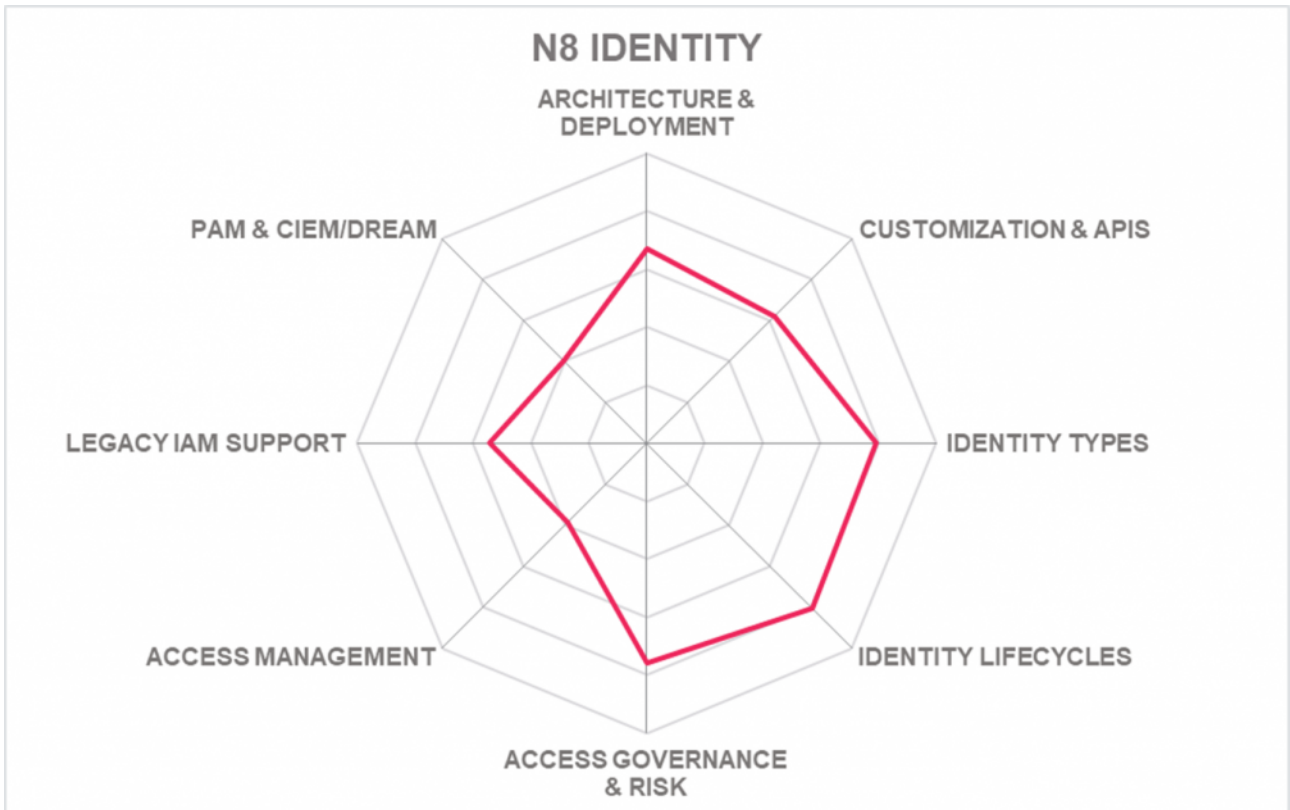 N8 IDENTITY
ARCHITECTURE &
DEPLOYMENT
PAM & CIEM/DREAM
CUSTOMIZATION & APIS
LEGACY IAM SUPPORT
IDENTITY TYPES
ACCESS MANAGEMENT
IDENTITY LIFECYCLES
ACCESS GOVERNANCE
& RISK